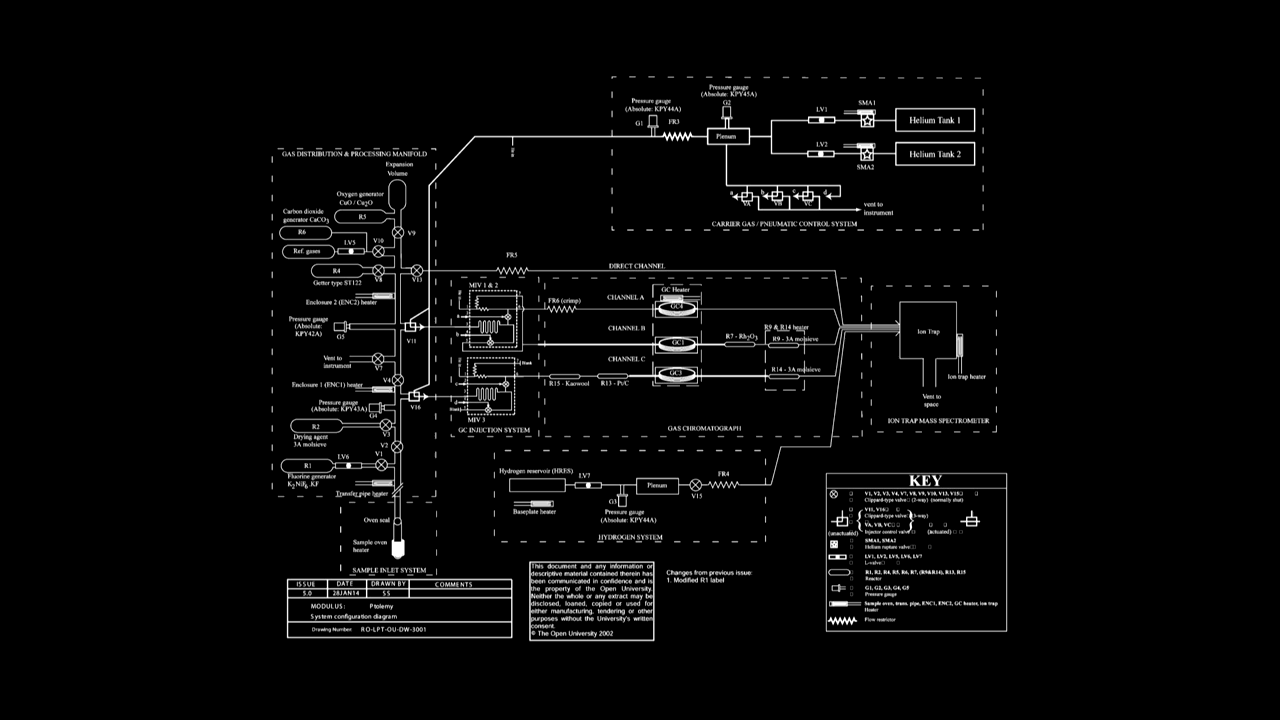 Pressure gauge
(Absolute: KPY45A)
G2
Pressure gauge
(Absolute: KPY44A)
G1
FR3
Plenum
LV1
SMA1
Helium Tank 1
LV2
SMA2
Helium Tank 2
a
VA
b
VB
c
VC
d
vent to
instrument
CARRIER GAS / PNEUMATIC CONTROL SYSTEM
GAS DISTRIBUTION & PROCESSING MANIFOLD
Expansion
Volume
Oxygen generator
CuO / Cu2O
R5
Carbon dioxide
generator CaCO3
R6
V9
LV5
V10
Ref. gases
R4
V8
V13
Getter type ST122
Enclosure 2 (ENC2) heater
Pressure gauge
(Absolute:
KPY42A)
G5
V11
Vent to
instrument
V7
V4
Enclosure 1 (ENC1) heater
Pressure gauge
(Absolute: KPY43A)
G4
V16
R2
V3
Drying agent
3A molsieve
V2
LV6
V1
R1
Fluorine generator
K2NiF6 .KF
Transfer pipe heater
Oven seal
Sample oven
heater
SAMPLE INLET SYSTEM
FR5
DIRECT CHANNEL
MIV 1 & 2
a
b
MIV 3
c
d
GC INJECTION SYSTEM
FR6 (crimp)
CHANNEL A
GC Heater
GC4
CHANNEL B
GC1
R7 - Rh2O3
R9 & R14 heater
R9 - 3A molsieve
CHANNEL C
GC3
R14 - 3A molsieve
R15 - Kaowool
R13 - Pt/C
GAS CHROMATOGRAPH
Ion Trap
Ion trap heater
Vent to
space
ION TRAP MASS SPECTROMETER
Hydrogen reservoir (HRES)
LV7
Plenum
V15
FR4
G3
Baseplate heater
Pressure gauge
(Absolute: KPY44A)
HYDROGEN SYSTEM
KEY
V1, V2, V3, V4, V7, V8, V9, V10, V13, V15
Clippard-type valve (2-way) (normally shut)
V11, V16
Clippard-type valve (3-way)
VA, VB, VC
Injector control valve
(unactuated)
(actuated)
SMA1, SMA2
Helium rupture valve
LV1, LV2, LV5, LV6, LV7
L-valve
R1, R2, R4, R5, R6, R7, (R9&R14), R13, R15
Reactor
G1, G2, G3, G4, G5
Pressure gauge
Sample oven, trans. pipe, ENC1, ENC2, GC heater, ion trap
Heater
Flow restrictor
ISSUE DATE DRAWN BY COMMENTS
5.0 28JAN14 SS
MODULUS: Ptolemy
System configuration diagram
Drawing Number: RO-LPT-OU-DW-3001
This document and any information or
descriptive material contained therein has
been communicated in confidence and is
the property of the Open University.
Neither the whole or any extract may be
disclosed, loaned, copied or used for
either manufacturing, tendering or other
purposes without the University's written
consent.
© The Open University 2002
Changes from previous issue:
1. Modified R1 label